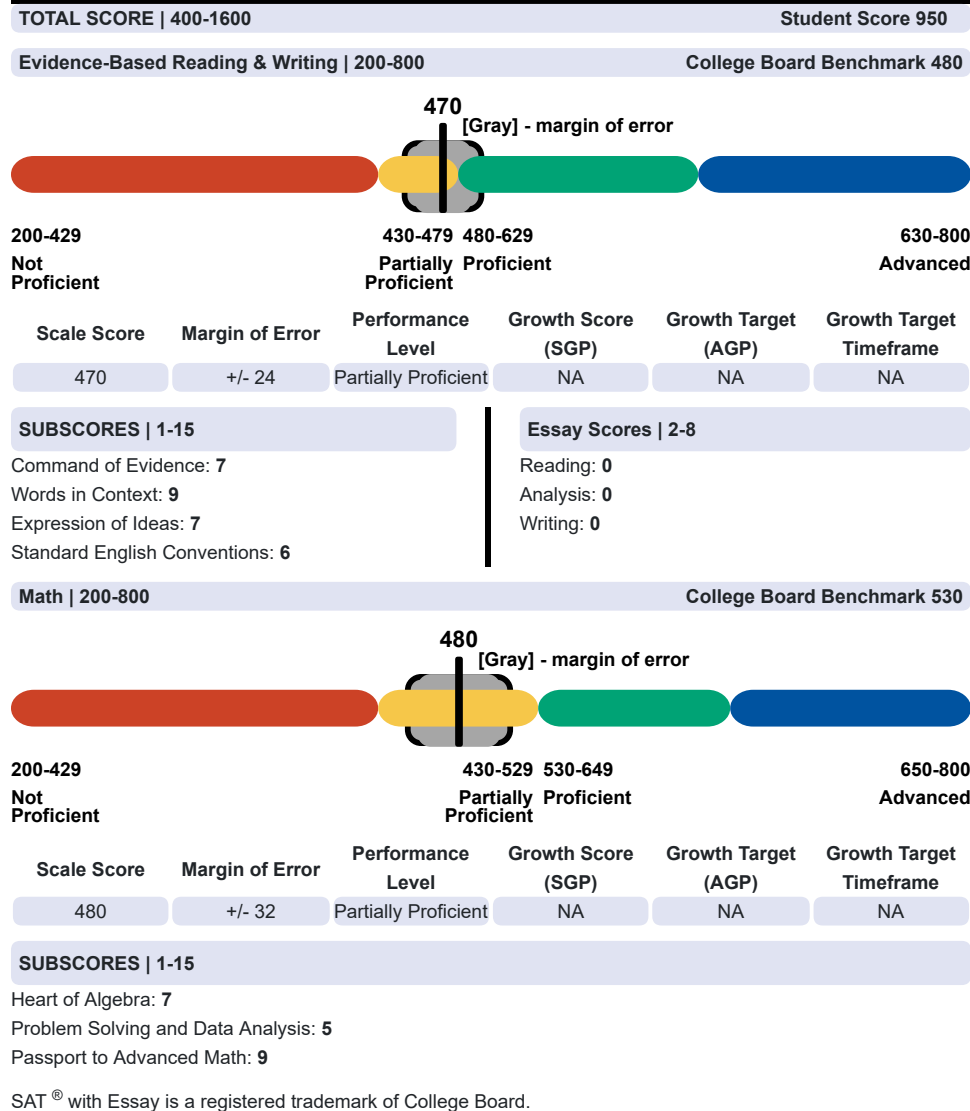 TOTAL SCORE | 400-1600 Student Score 950
Evidence-Based Reading & Writing | 200-800 College Board Benchmark 480
470
[Gray] - margin of error
200-429 430-479 480-629 630-800
Not Partially Proficient Advanced
Proficient Proficient
Scale Score Margin of Error Performance Level Growth Score (SGP) Growth Target (AGP) Growth Target Timeframe
470 +/- 24 Partially Proficient NA NA NA
SUBSCORES | 1-15 Essay Scores | 2-8
Command of Evidence: 7 Reading: 0
Words in Context: 9 Analysis: 0
Expression of Ideas: 7 Writing: 0
Standard English Conventions: 6
Math | 200-800 College Board Benchmark 530
480
[Gray] - margin of error
200-429 430-529 530-649 650-800
Not Partially Proficient Advanced
Proficient Proficient
Scale Score Margin of Error Performance Level Growth Score (SGP) Growth Target (AGP) Growth Target Timeframe
480 +/- 32 Partially Proficient NA NA NA
SUBSCORES | 1-15
Heart of Algebra: 7
Problem Solving and Data Analysis: 5
Passport to Advanced Math: 9
SAT ® with Essay is a registered trademark of College Board.